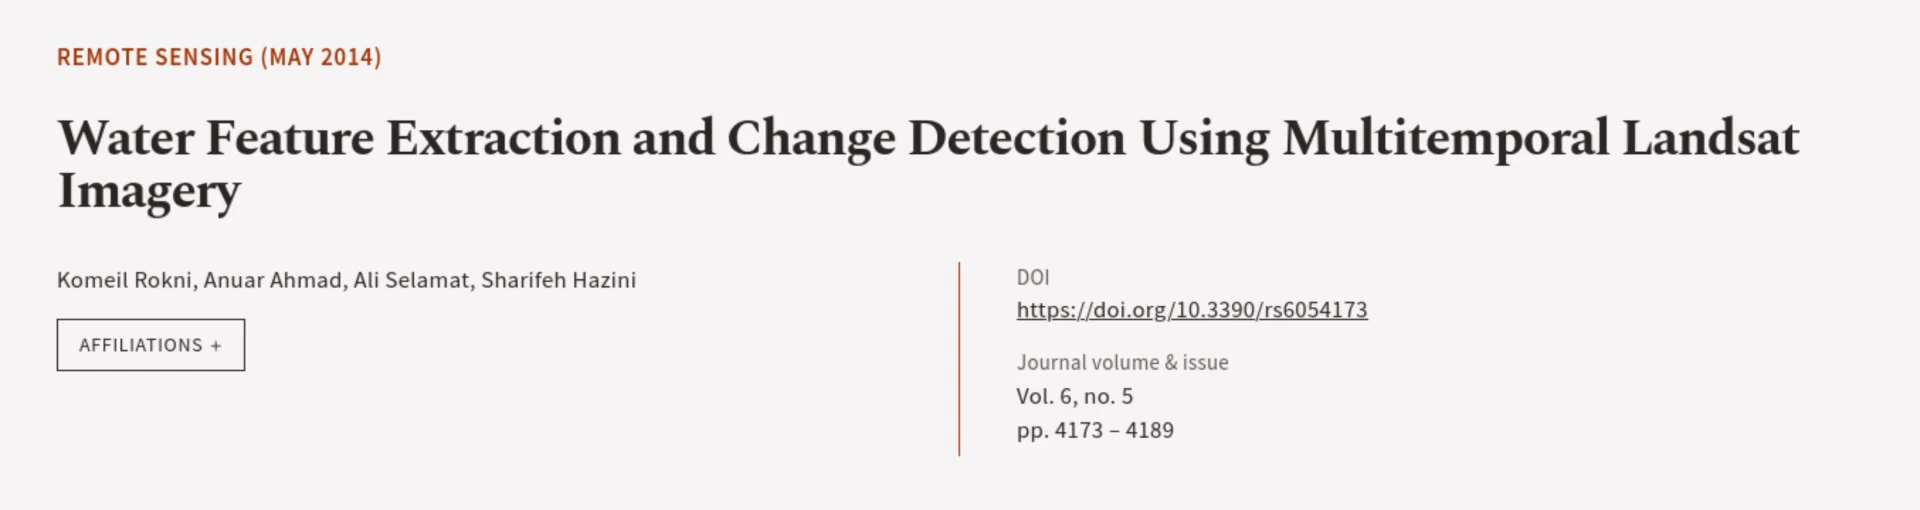 REMOTE SENSING (MAY 2014)
Water Feature Extraction and Change Detection Using Multitemporal Landsat
Imagery
Komeil Rokni, Anuar Ahmad, Ali Selamat, Sharifeh Hazini
AFFILIATIONS +
DOI
https://doi.org/10.3390/rs6054173
Journal volume & issue
Vol. 6, no. 5
pp. 4173 – 4189